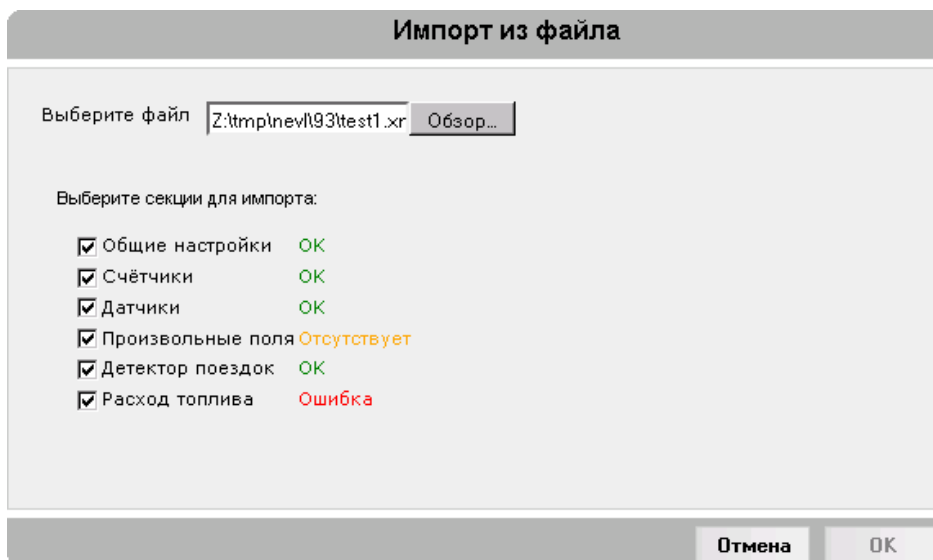 Импорт из файла
Выберите файл Z:\tmp\nevl\93\test1.xr Обзор...
Выберите секции для импорта:
Общие настройки OK
Счётчики OK
Датчики OK
Произвольные поля Отсутствует
Детектор поездок OK
Расход топлива Ошибка
Отмена OK